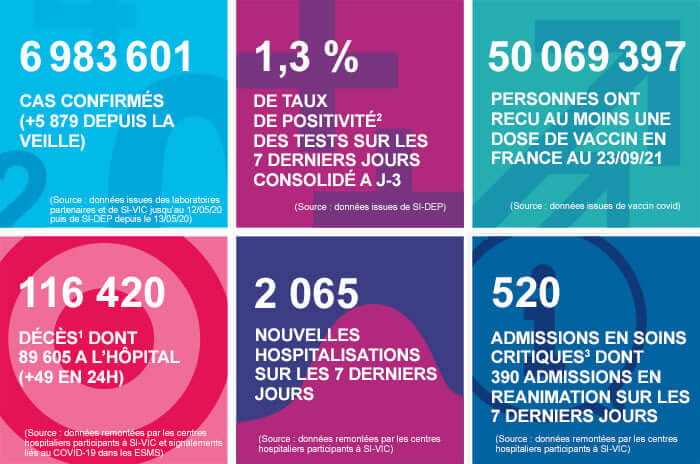 6 983 601
CAS CONFIRMÉS
(+5 879 DEPUIS LA
VEILLE)
(Source : données issues des laboratoires
partenaires et de SI-VIC jusqu'au 12/05/20
puis de SI-DEP depuis le 13/05/20)
1,3 %
DE TAUX
DE POSITIVITÉ²
DES TESTS SUR LES
7 DERNIERS JOURS
CONSOLIDÉ A J-3
(Source : données issues de SI-DEP)
50 069 397
PERSONNES ONT
RECU AU MOINS UNE
DOSE DE VACCIN EN
FRANCE AU 23/09/21
(Source : données issues de vaccin covid)
116 420
DÉCÈS¹ DONT
89 605 A L'HÔPITAL
(+49 EN 24H)
(Source : données remontées par les centres
hospitaliers participants à SI-VIC et signalements
liés au COVID-19 dans les ESMS)
2 065
NOUVELLES
HOSPITALISATIONS
SUR LES 7 DERNIERS
JOURS
(Source : données remontées par les centres
hospitaliers participants à SI-VIC)
520
ADMISSIONS EN SOINS
CRITIQUES³ DONT
390 ADMISSIONS EN
REANIMATION SUR LES
7 DERNIERS JOURS
(Source : données remontées par les centres
hospitaliers participants à SI-VIC)